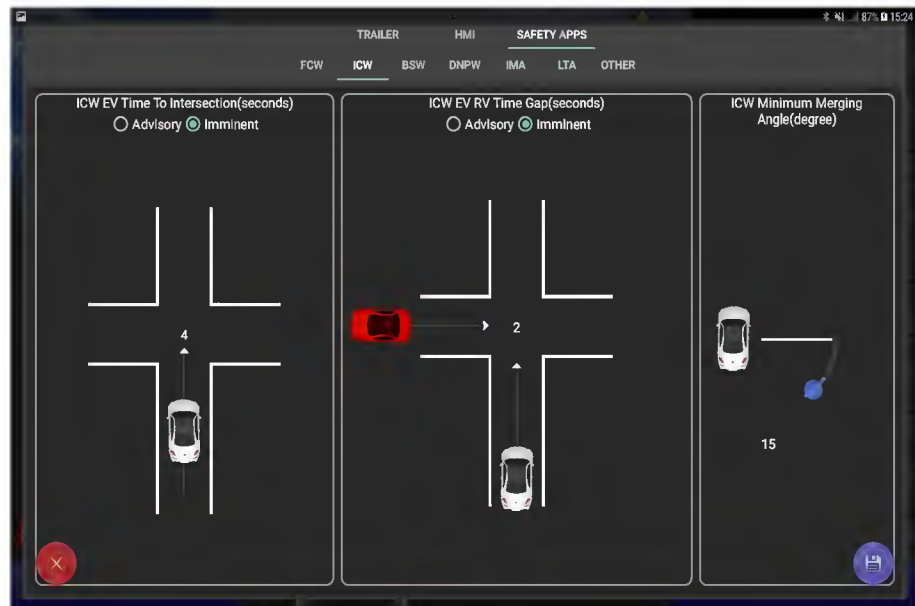 87% 15:24
TRAILER HMI SAFETY APPS
FCW ICW BSW DNPW IMA LTA OTHER
ICW EV Time To Intersection(seconds)
Advisory Imminent
4
ICW EV RV Time Gap(seconds)
Advisory Imminent
2
ICW Minimum Merging
Angle(degree)
15